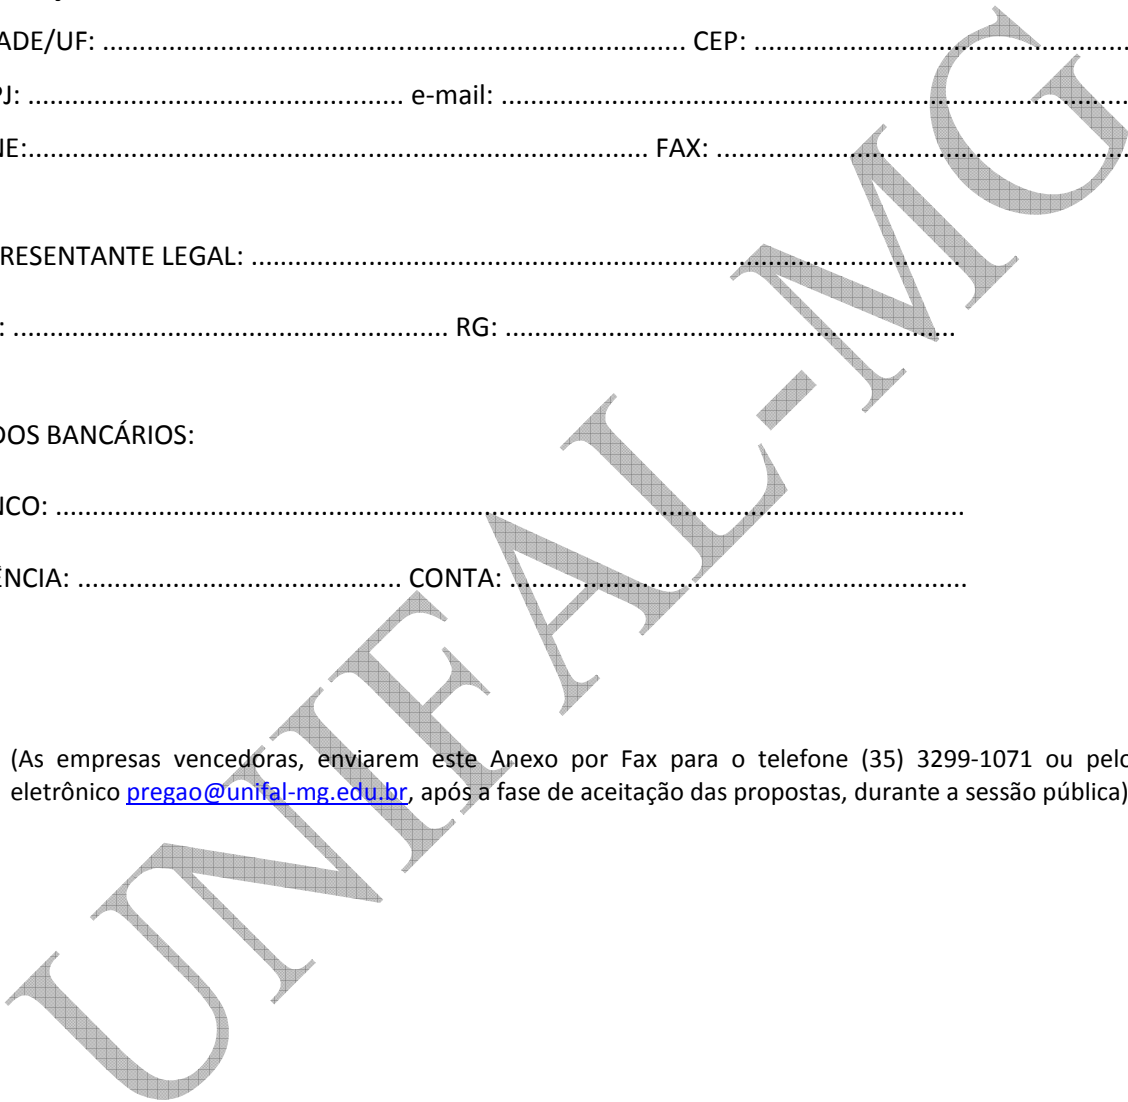 ADE/UF: ............................................................................... CEP: ...................................................
PJ: ................................................... e-mail: .....................................................................................
NE:.................................................................................... FAX: ........................................................
RESENTANTE LEGAL: ................................................................................................
: ........................................................... RG: .............................................................
DOS BANCÁRIOS:
NCO: ...........................................................................................................................
ÊNCIA: ............................................ CONTA: ..............................................................
(As empresas vencedoras, enviarem este Anexo por Fax para o telefone (35) 3299-1071 ou pelo
eletrônico pregao@unifal-mg.edu.br, após a fase de aceitação das propostas, durante a sessão pública)
UNIFAL-MG